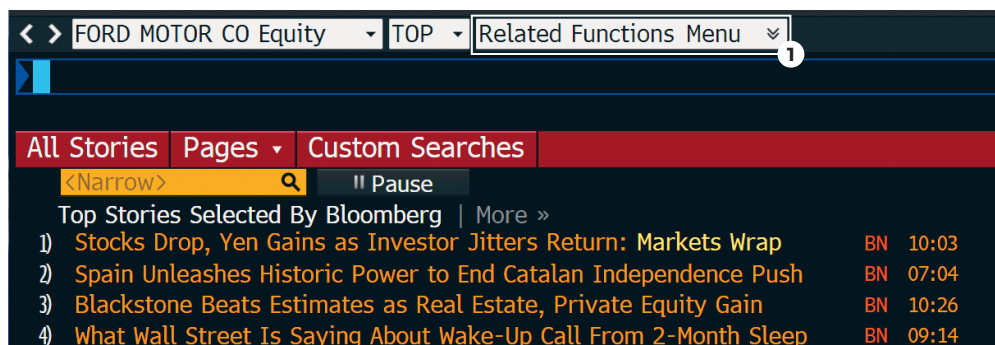 < > FORD MOTOR CO Equity TOP Related Functions Menu
1
All Stories Pages Custom Searches
<Narrow> Pause
Top Stories Selected By Bloomberg | More »
1) Stocks Drop, Yen Gains as Investor Jitters Return: Markets Wrap BN 10:03
2) Spain Unleashes Historic Power to End Catalan Independence Push BN 07:04
3) Blackstone Beats Estimates as Real Estate, Private Equity Gain BN 10:26
4) What Wall Street Is Saying About Wake-Up Call From 2-Month Sleep BN 09:14